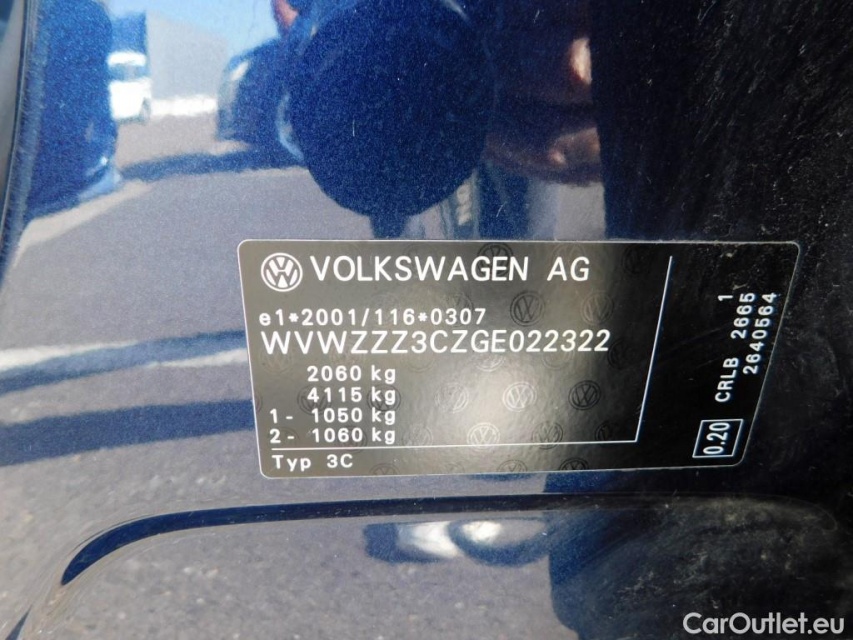 VOLKSWAGEN AG
e1*2001/116*0307
WVWZZZ3CZGE022322
2060 kg
4115 kg
1 - 1050 kg
2 - 1060 kg
Typ 3C
1
CRLB 2665
2640564
0.20
CarOutlet.eu